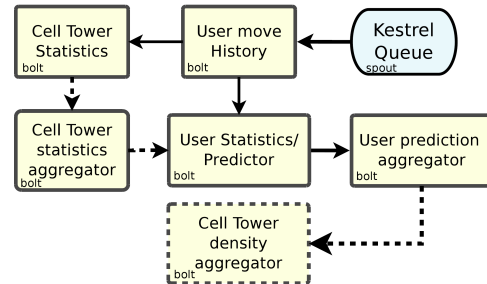 Cell Tower
Statistics
bolt
User move
History
bolt
Kestrel
Queue
spout
Cell Tower
statistics
aggregator
bolt
User Statistics/
Predictor
bolt
User prediction
aggregator
bolt
Cell Tower
density
aggregator
bolt